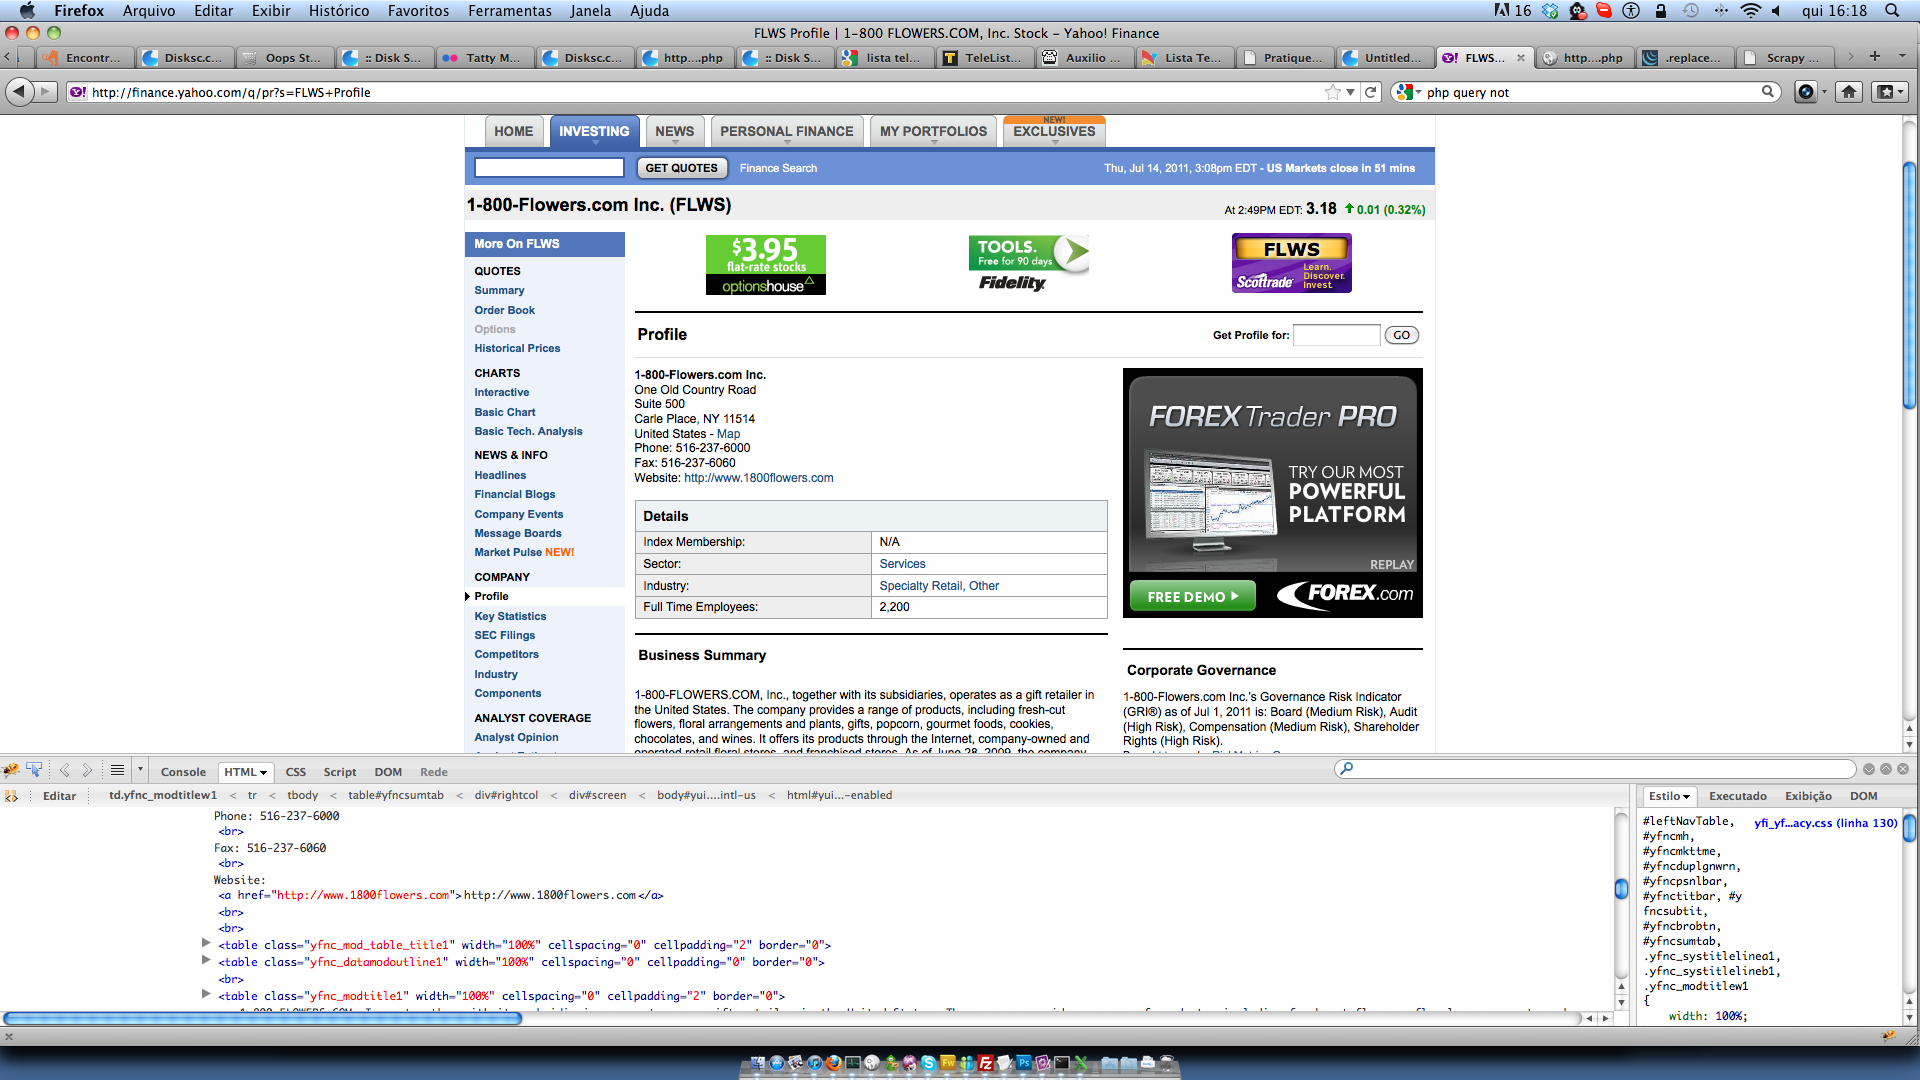 Firefox Arquivo Editar Exibir Histórico Favoritos Ferramentas Janela Ajuda 16 qui 16:18
FLWS Profile | 1-800 FLOWERS.COM, Inc. Stock - Yahoo! Finance
Encontr... Disksc.c... Oops St... :: Disk S... Tatty M... Disksc.c... http...php :: Disk S... lista tel... TeleList... Auxilio ... Lista Te... Pratique... Untitled... FLWS... http...php .replace... Scrapy ...
http://finance.yahoo.com/q/pr?s=FLWS+Profile php query not
NEW!
HOME INVESTING NEWS PERSONAL FINANCE MY PORTFOLIOS EXCLUSIVES
GET QUOTES Finance Search Thu, Jul 14, 2011, 3:08pm EDT - US Markets close in 51 mins
1-800-Flowers.com Inc. (FLWS) At 2:49PM EDT: 3.18 0.01 (0.32%)
More On FLWS
QUOTES
Summary
Order Book
Options
Historical Prices
CHARTS
Interactive
Basic Chart
Basic Tech. Analysis
NEWS & INFO
Headlines
Financial Blogs
Company Events
Message Boards
Market Pulse NEW!
COMPANY
Profile
Key Statistics
SEC Filings
Competitors
Industry
Components
ANALYST COVERAGE
Analyst Opinion
$3.95
flat-rate stocks
optionshouse
TOOLS.
Free for 90 days
Fidelity
FLWS
Learn.
Discover.
Invest.
Scottrade
Profile
Get Profile for: GO
1-800-Flowers.com Inc.
One Old Country Road
Suite 500
Carle Place, NY 11514
United States - Map
Phone: 516-237-6000
Fax: 516-237-6060
Website: http://www.1800flowers.com
Details
Index Membership: N/A
Sector: Services
Industry: Specialty Retail, Other
Full Time Employees: 2,200
Business Summary
1-800-FLOWERS.COM, Inc., together with its subsidiaries, operates as a gift retailer in
the United States. The company provides a range of products, including fresh-cut
flowers, floral arrangements and plants, gifts, popcorn, gourmet foods, cookies,
chocolates, and wines. It offers its products through the Internet, company-owned and
operated retail floral stores, and franchised stores. As of June 28, 2009, the company
FOREX Trader PRO
TRY OUR MOST
POWERFUL
PLATFORM
REPLAY
FREE DEMO
FOREX.com
Corporate Governance
1-800-Flowers.com Inc.'s Governance Risk Indicator
(GRI®) as of Jul 1, 2011 is: Board (Medium Risk), Audit
(High Risk), Compensation (Medium Risk), Shareholder
Rights (High Risk).
Console HTML CSS Script DOM Rede
Editar td.yfnc_modtitlew1 < tr < tbody < table#yfncsumtab < div#rightcol < div#screen < body#yui....intl-us < html#yui...-enabled
Phone: 516-237-6000
<br>
Fax: 516-237-6060
<br>
Website:
<a href="http://www.1800flowers.com">http://www.1800flowers.com</a>
<br>
<br>
<table class="yfnc_mod_table_title1" width="100%" cellspacing="0" cellpadding="2" border="0">
<table class="yfnc_datamodoutline1" width="100%" cellspacing="0" cellpadding="0" border="0">
<br>
<table class="yfnc_modtitle1" width="100%" cellspacing="0" cellpadding="2" border="0">
Estilo Executado Exibição DOM
#leftNavTable, yfi_yf...acy.css (linha 130)
#yfncmh,
#yfncmkttme,
#yfncduplgnwrn,
#yfncpsnlbar,
#yfnctitbar, #y
fncsubtit,
#yfncbrobtn,
#yfncsumtab,
.yfnc_systitlelinea1,
.yfnc_systitlelineb1,
.yfnc_modtitlew1
{
width: 100%;